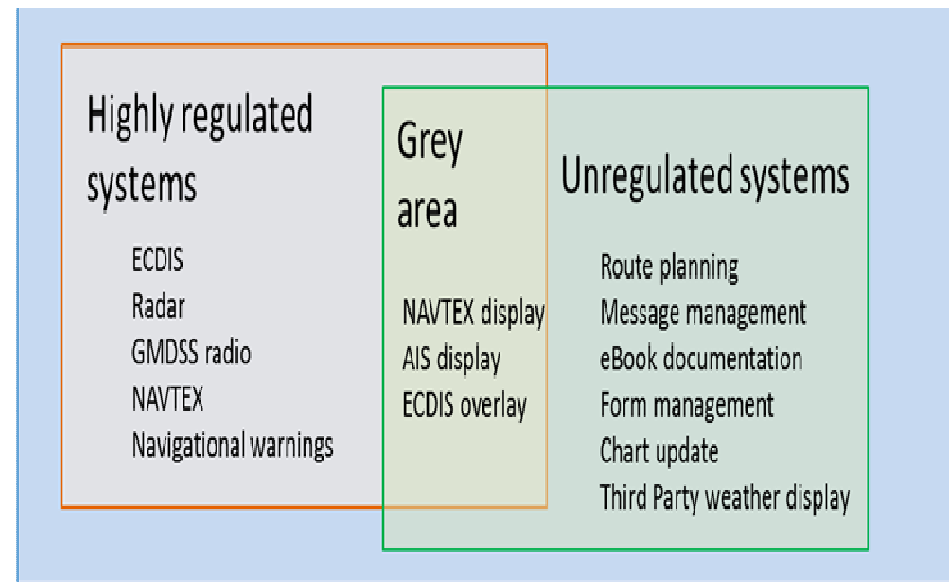 Highly regulated
systems
ECDIS
Radar
GMDSS radio
NAVTEX
Navigational warnings
Grey
area
NAVTEX display
AIS display
ECDIS overlay
Unregulated systems
Route planning
Message management
eBook documentation
Form management
Chart update
Third Party weather display